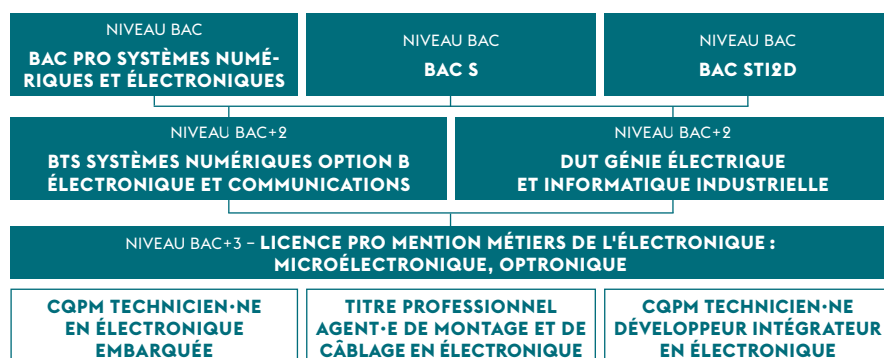 NIVEAU BAC
BAC PRO SYSTÈMES NUMÉ-
RIQUES ET ÉLECTRONIQUES
NIVEAU BAC
BAC S
NIVEAU BAC
BAC STI2D
NIVEAU BAC+2
BTS SYSTÈMES NUMÉRIQUES OPTION B
ÉLECTRONIQUE ET COMMUNICATIONS
NIVEAU BAC+2
DUT GÉNIE ÉLECTRIQUE
ET INFORMATIQUE INDUSTRIELLE
NIVEAU BAC+3 – LICENCE PRO MENTION MÉTIERS DE L'ÉLECTRONIQUE :
MICROÉLECTRONIQUE, OPTRONIQUE
CQPM TECHNICIEN·NE
EN ÉLECTRONIQUE
EMBARQUÉE
TITRE PROFESSIONNEL
AGENT·E DE MONTAGE ET DE
CÂBLAGE EN ÉLECTRONIQUE
CQPM TECHNICIEN·NE
DÉVELOPPEUR INTÉGRATEUR
EN ÉLECTRONIQUE